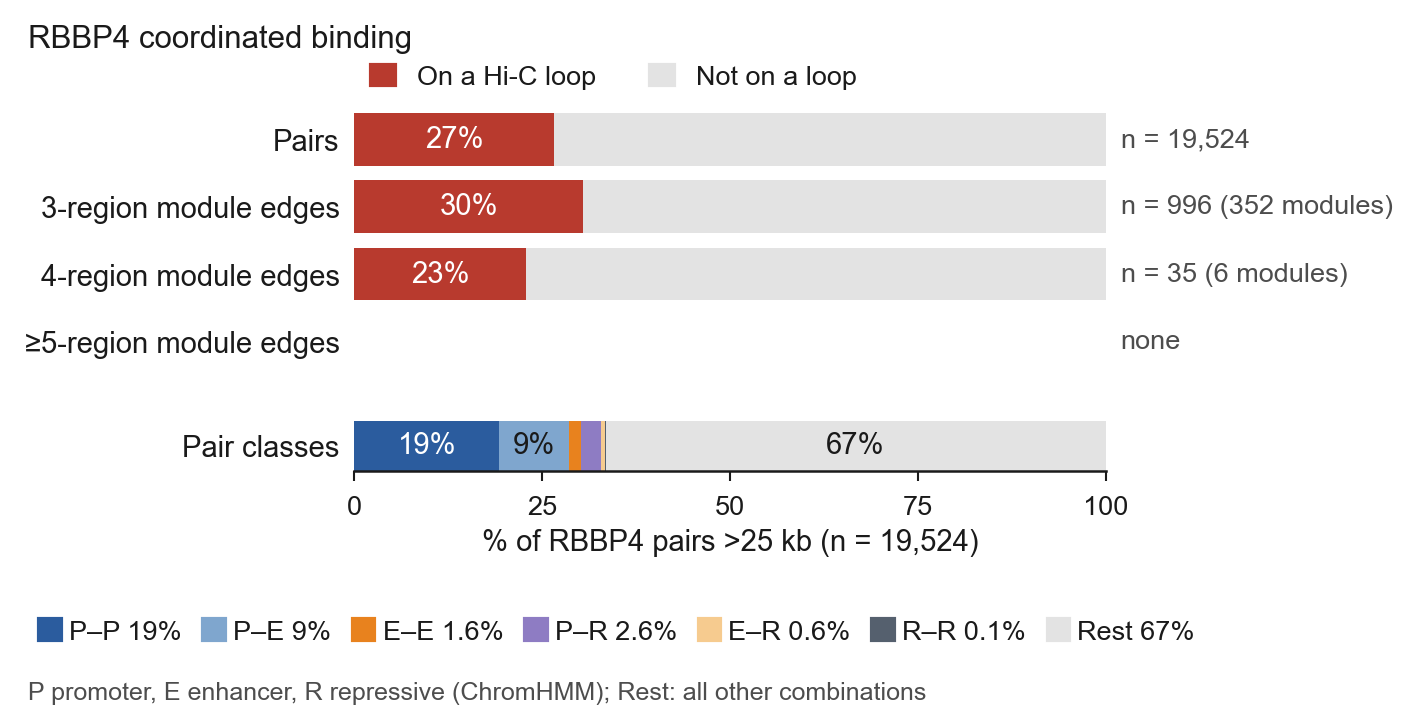 RBBP4 coordinated binding
On a Hi-C loop Not on a loop
Pairs 27% n = 19,524
3-region module edges 30% n = 996 (352 modules)
4-region module edges 23% n = 35 (6 modules)
≥5-region module edges none
Pair classes 19% 9% 67%
0 25 50 75 100
% of RBBP4 pairs >25 kb (n = 19,524)
P–P 19% P–E 9% E–E 1.6% P–R 2.6% E–R 0.6% R–R 0.1% Rest 67%
P promoter, E enhancer, R repressive (ChromHMM); Rest: all other combinations